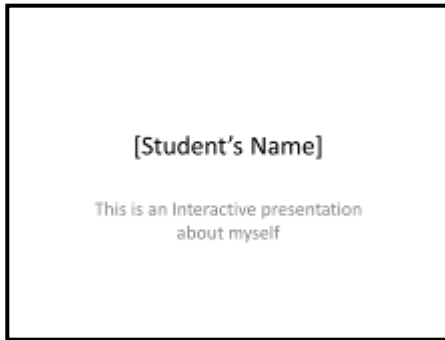 [Student's Name]
This is an Interactive presentation
about myself